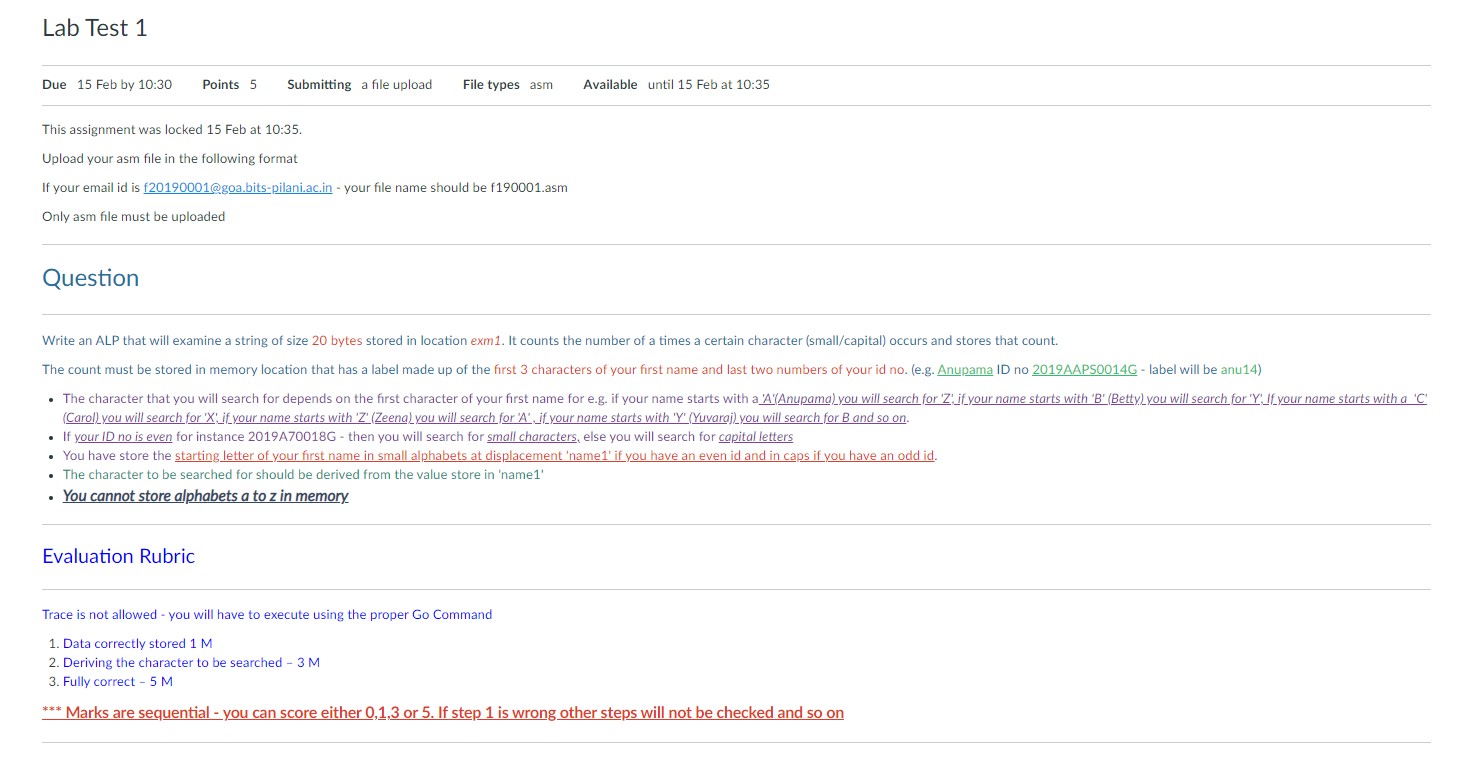 Lab Test 1
Due 15 Feb by 10:30 Points 5 Submitting a file upload File types asm Available until 15 Feb at 10:35
This assignment was locked 15 Feb at 10:35.
Upload your asm file in the following format
If your email id is f20190001@goa.bits-pilani.ac.in - your file name should be f190001.asm
Only asm file must be uploaded
Question
Write an ALP that will examine a string of size 20 bytes stored in location exm1. It counts the number of a times a certain character (small/capital) occurs and stores that count.
The count must be stored in memory location that has a label made up of the first 3 characters of your first name and last two numbers of your id no. (e.g. Anupama ID no 2019AAPS0014G - label will be anu14)
• The character that you will search for depends on the first character of your first name for e.g. if your name starts with a 'A'(Anupama) you will search for 'Z', if your name starts with 'B' (Betty) you will search for 'Y', If your name starts with a 'C'
(Carol) you will search for 'X', if your name starts with 'Z' (Zeena) you will search for 'A' , if your name starts with 'Y' (Yuvaraj) you will search for B and so on.
• If your ID no is even for instance 2019A70018G - then you will search for small characters, else you will search for capital letters
• You have store the starting letter of your first name in small alphabets at displacement 'name1' if you have an even id and in caps if you have an odd id.
• The character to be searched for should be derived from the value store in 'name1'
• You cannot store alphabets a to z in memory
Evaluation Rubric
Trace is not allowed - you will have to execute using the proper Go Command
1. Data correctly stored 1 M
2. Deriving the character to be searched – 3 M
3. Fully correct – 5 M
*** Marks are sequential - you can score either 0,1,3 or 5. If step 1 is wrong other steps will not be checked and so on